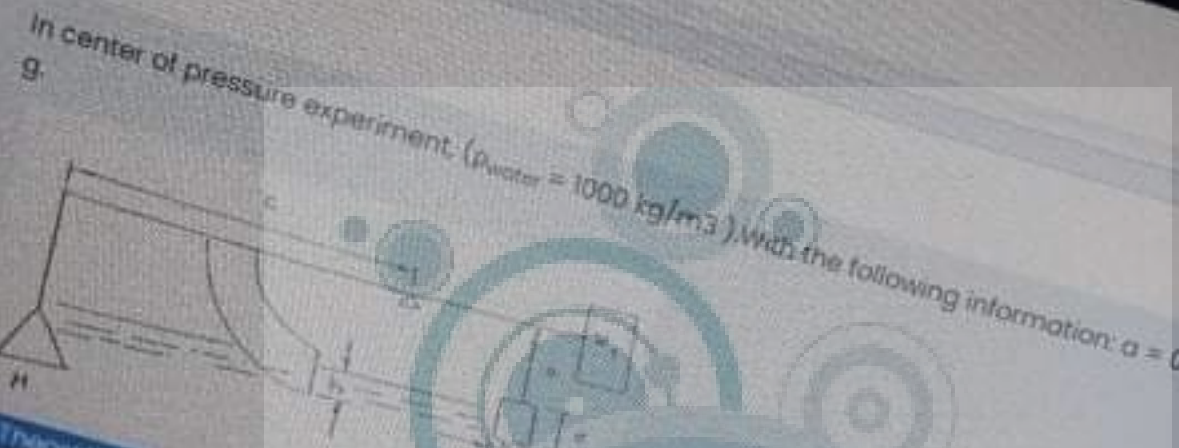 In center of pressure experiment, (ρwater = 1000 kg/m3 ).With the following information: a =
g.
c
h
H